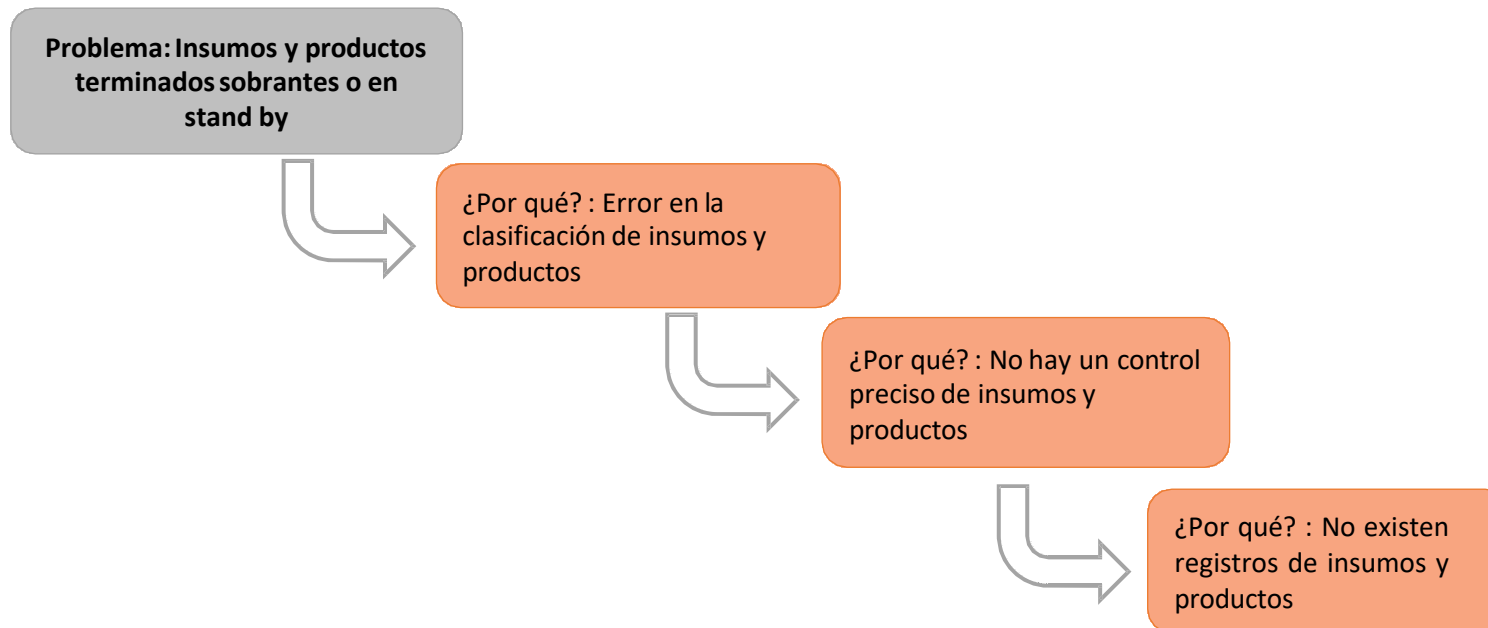 Problema: Insumos y productos
terminados sobrantes o en
stand by
¿Por qué? : Error en la
clasificación de insumos y
productos
¿Por qué? : No hay un control
preciso de insumos y
productos
¿Por qué? : No existen
registros de insumos y
productos